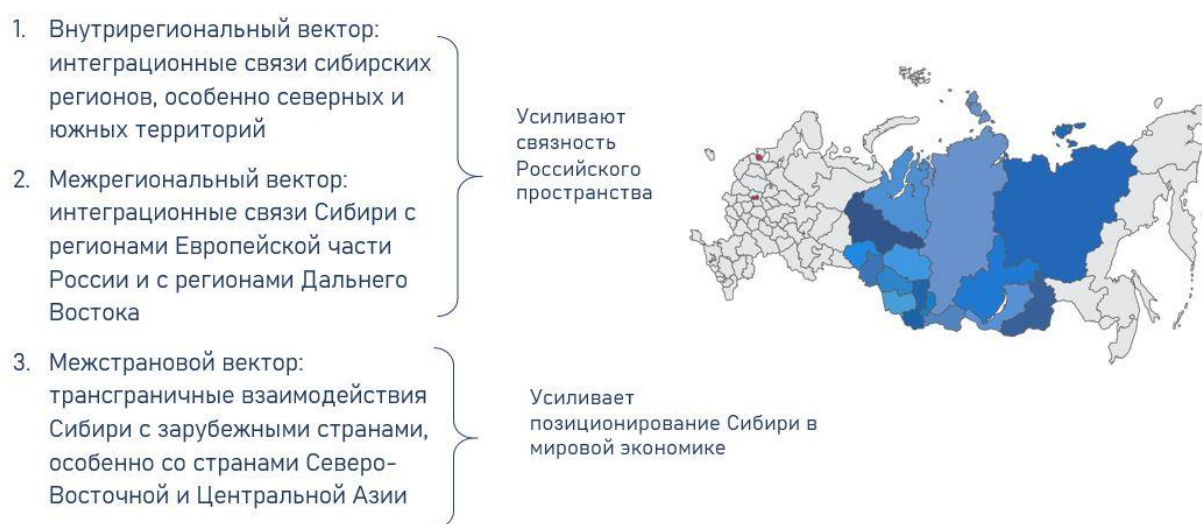 1. Внутрирегиональный вектор:
интеграционные связи сибирских
регионов, особенно северных и
южных территорий
2. Межрегиональный вектор:
интеграционные связи Сибири с
регионами Европейской части
России и с регионами Дальнего
Востока
Усиливают
связность
Российского
пространства
3. Межстрановой вектор:
трансграничные взаимодействия
Сибири с зарубежными странами,
особенно со странами Северо-
Восточной и Центральной Азии
Усиливает
позиционирование Сибири в
мировой экономике